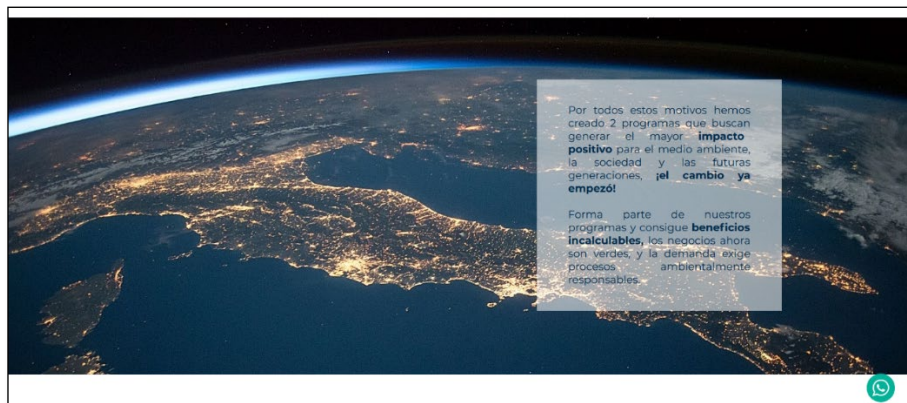 Por todos estos motivos hemos
creado 2 programas que buscan
generar el mayor impacto
positivo para el medio ambiente,
la sociedad y las futuras
generaciones, ¡el cambio ya
empezó!
Forma parte de nuestros
programas y consigue beneficios
incalculables, los negocios ahora
son verdes, y la demanda exige
procesos ambientalmente
responsables.